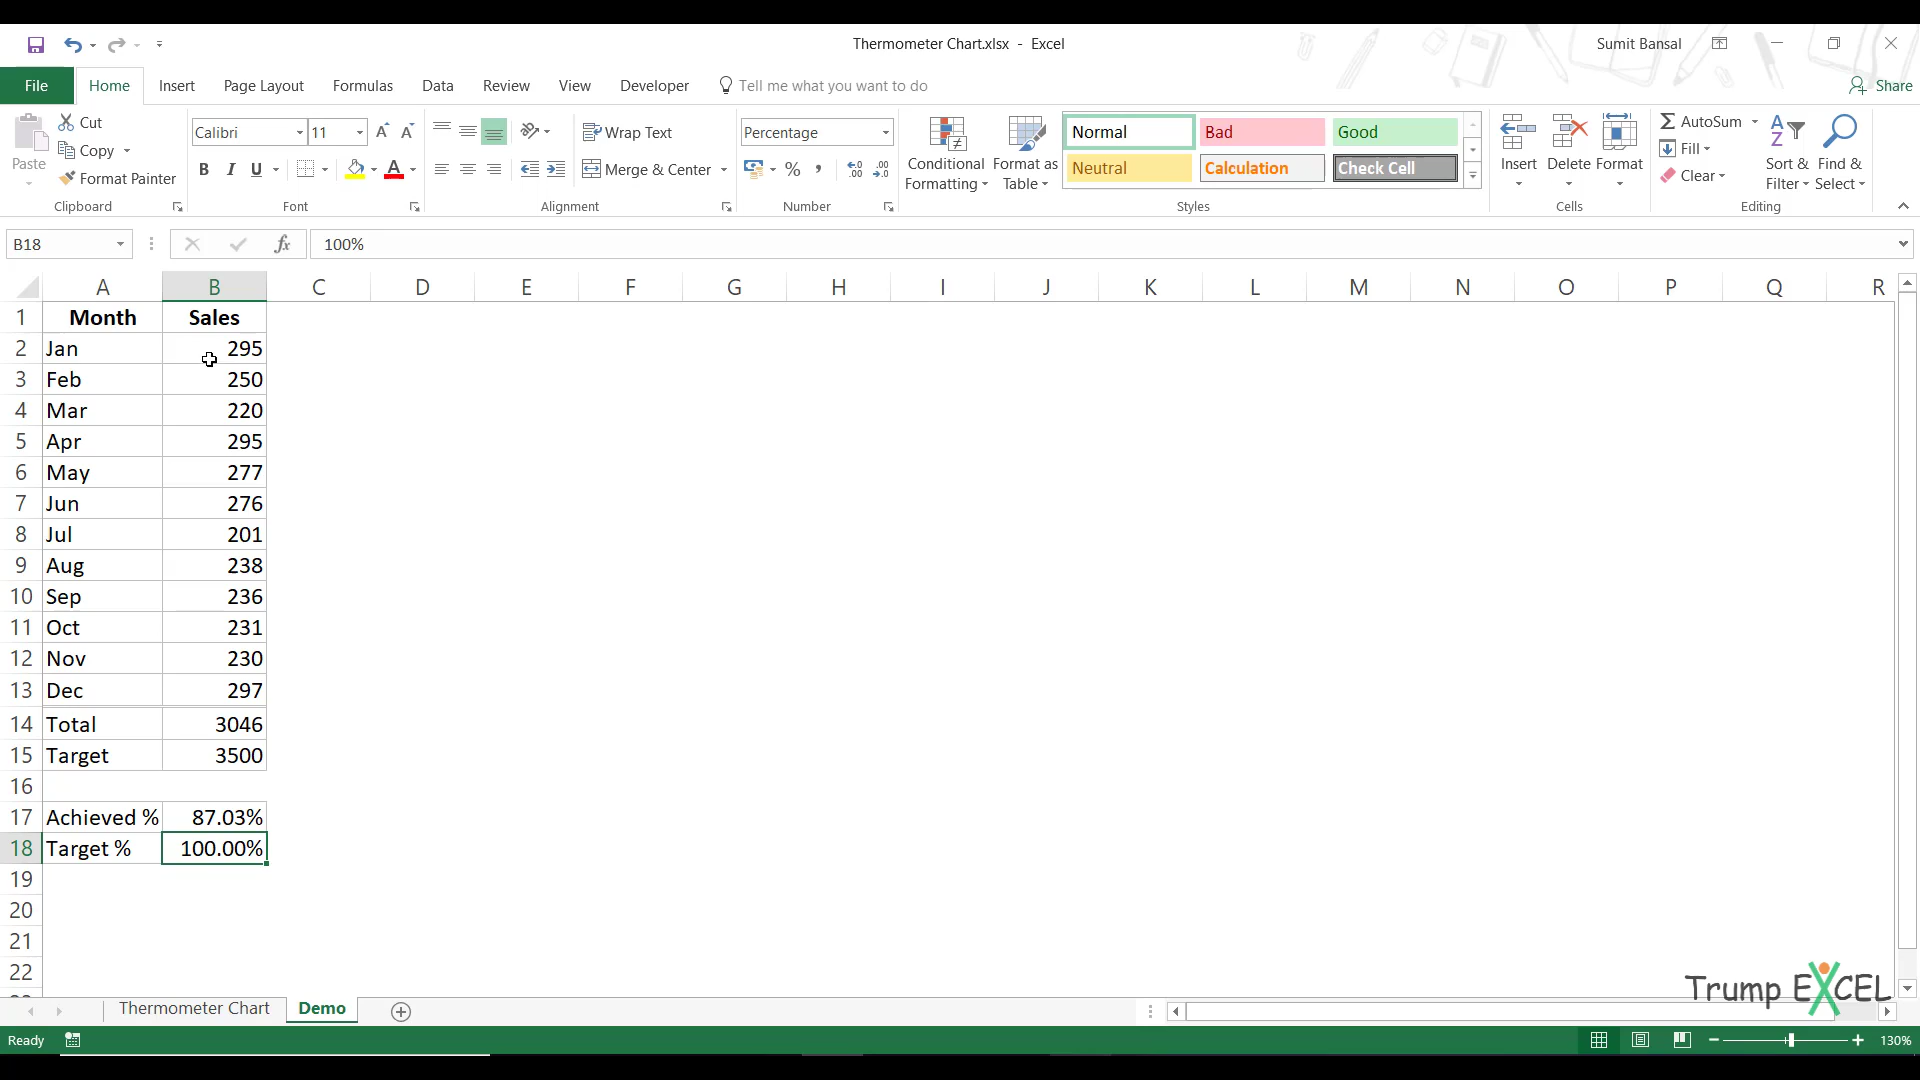 Thermometer Chart.xlsx - Excel
Sumit Bansal
File Home Insert Page Layout Formulas Data Review View Developer Tell me what you want to do Share
Paste
Cut
Copy
Format Painter
Clipboard
Calibri 11
B I U
Font
Wrap Text
Merge & Center
Alignment
Percentage
%
Number
Conditional Formatting
Format as Table
Normal Bad Good
Neutral Calculation Check Cell
Styles
Insert Delete Format
Cells
AutoSum
Fill
Clear
Sort & Filter
Find & Select
Editing
B18 fx 100%
A B C D E F G H I J K L M N O P Q R
1 Month Sales
2 Jan 295
3 Feb 250
4 Mar 220
5 Apr 295
6 May 277
7 Jun 276
8 Jul 201
9 Aug 238
10 Sep 236
11 Oct 231
12 Nov 230
13 Dec 297
14 Total 3046
15 Target 3500
16
17 Achieved % 87.03%
18 Target % 100.00%
19
20
21
22
Trump EXCEL
Thermometer Chart Demo
Ready 130%